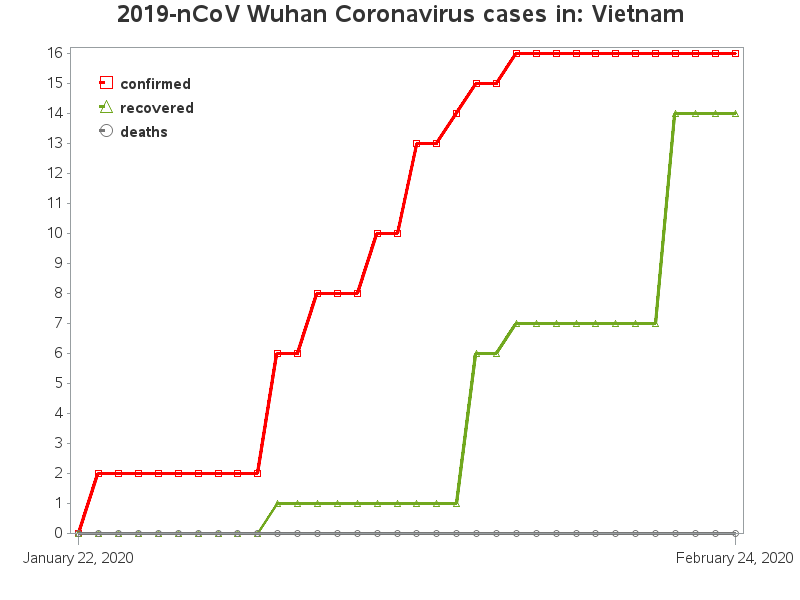 2019-nCoV Wuhan Coronavirus cases in: Vietnam
16
15
14
13
12
11
10
9
8
7
6
5
4
3
2
1
0
confirmed
recovered
deaths
January 22, 2020
February 24, 2020